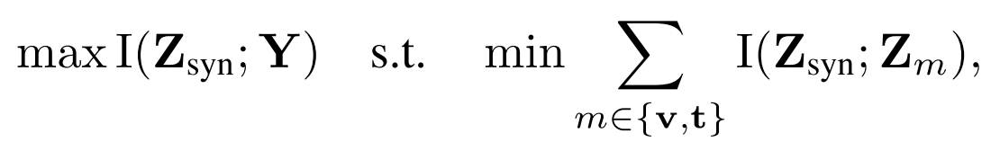 max I(Z_syn; Y) s.t. min ∑_{m∈{v,t}} I(Z_syn; Z_m),